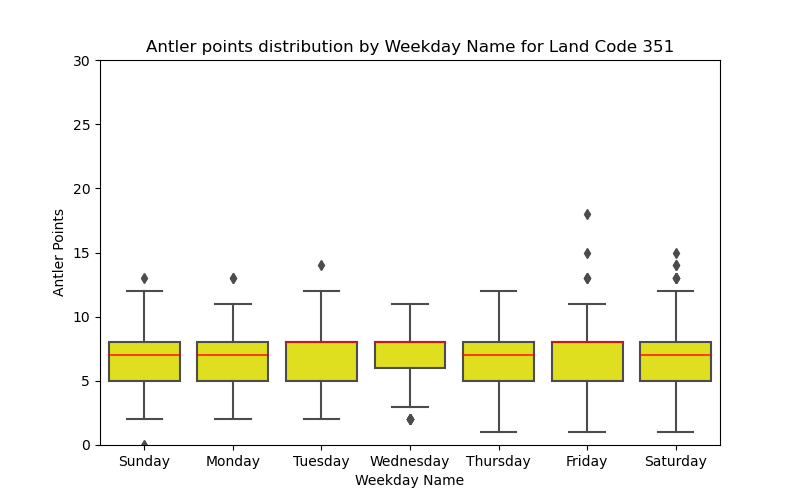 Antler points distribution by Weekday Name for Land Code 351
30
25
20
15
10
5
0
Antler Points
Sunday Monday Tuesday Wednesday Thursday Friday Saturday
Weekday Name